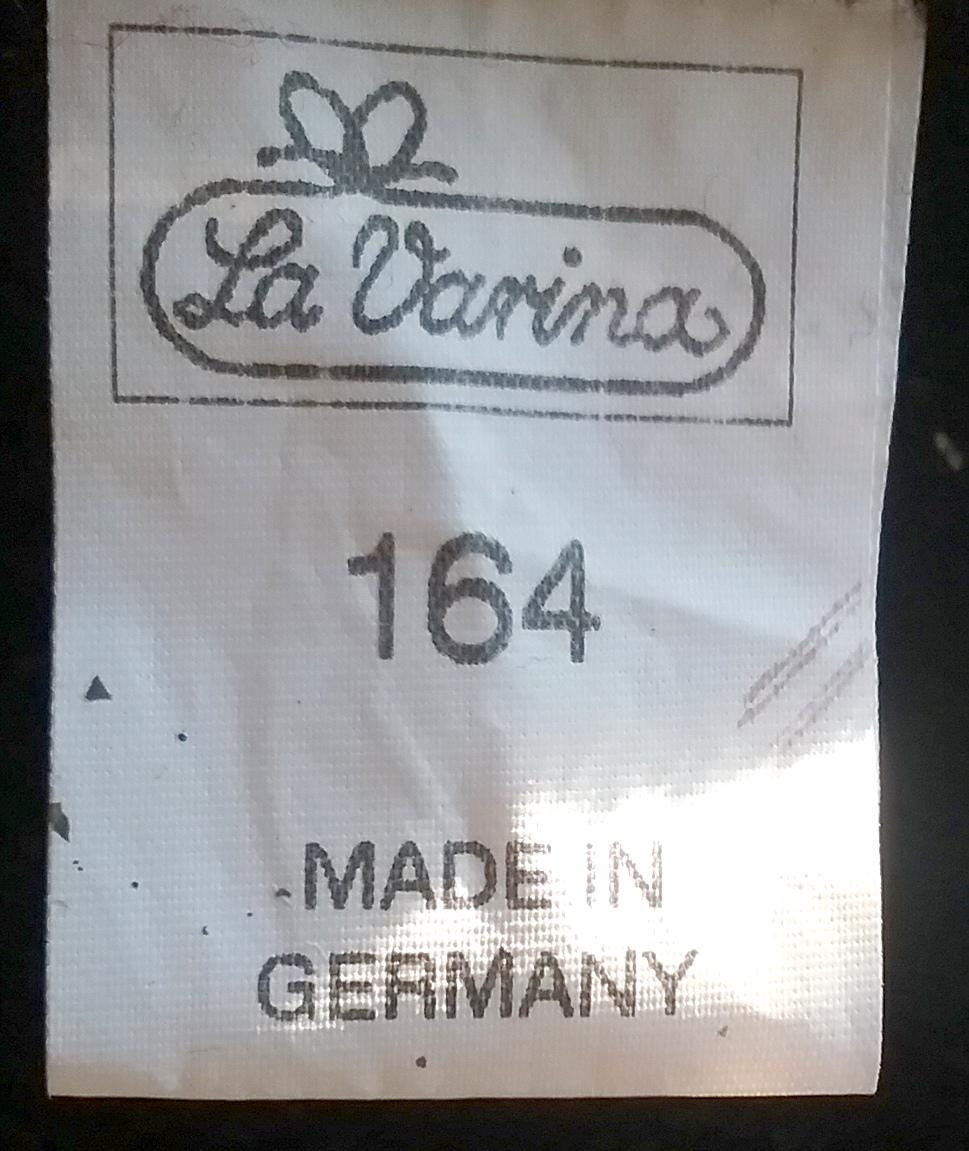 La Varina
164
MADE IN
GERMANY